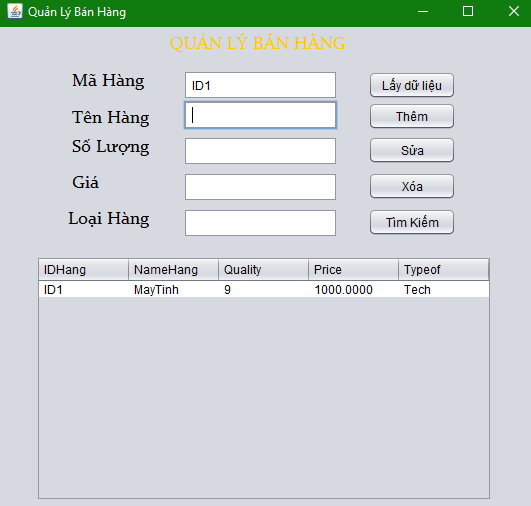 Quản Lý Bán Hàng
QUẢN LÝ BÁN HÀNG
Mã Hàng ID1 Lấy dữ liệu
Tên Hàng Thêm
Số Lượng Sửa
Giá Xóa
Loại Hàng Tìm Kiếm
IDHang NameHang Quality Price Typeof
ID1 MayTinh 9 1000.0000 Tech